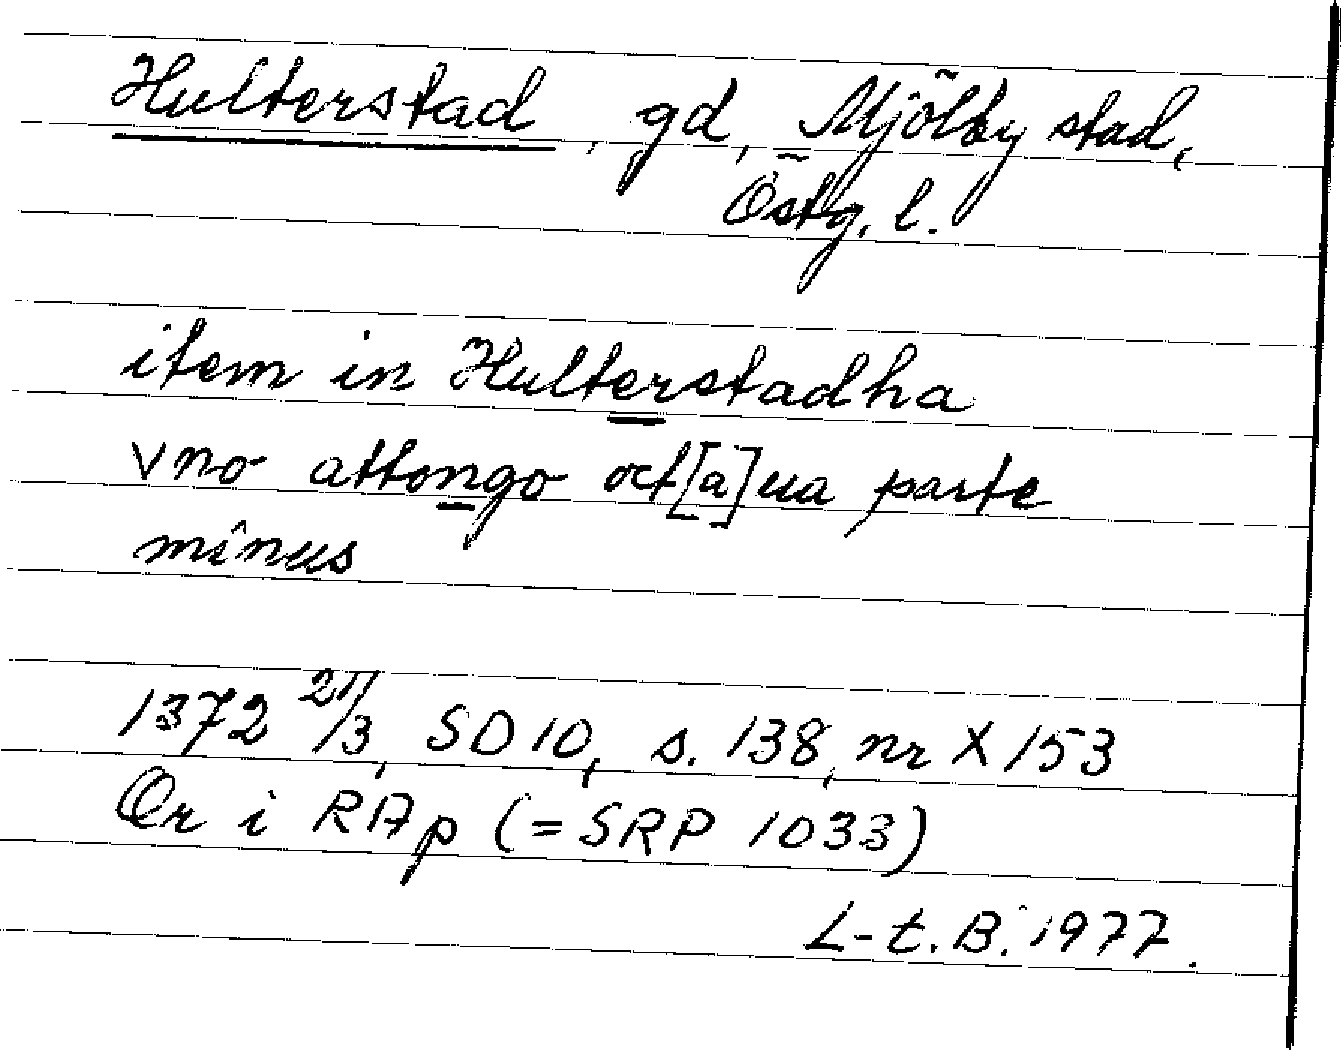 Hulterstad, gd, Mjölby stad,
Östg. l.
item in Hulterstadha
vno attongo oct[a]ua parte
minus
1372 21/3, SD 10, s. 138, nr X 153
Or i RAp (= SRP 1033)
L-t. B. 1977.